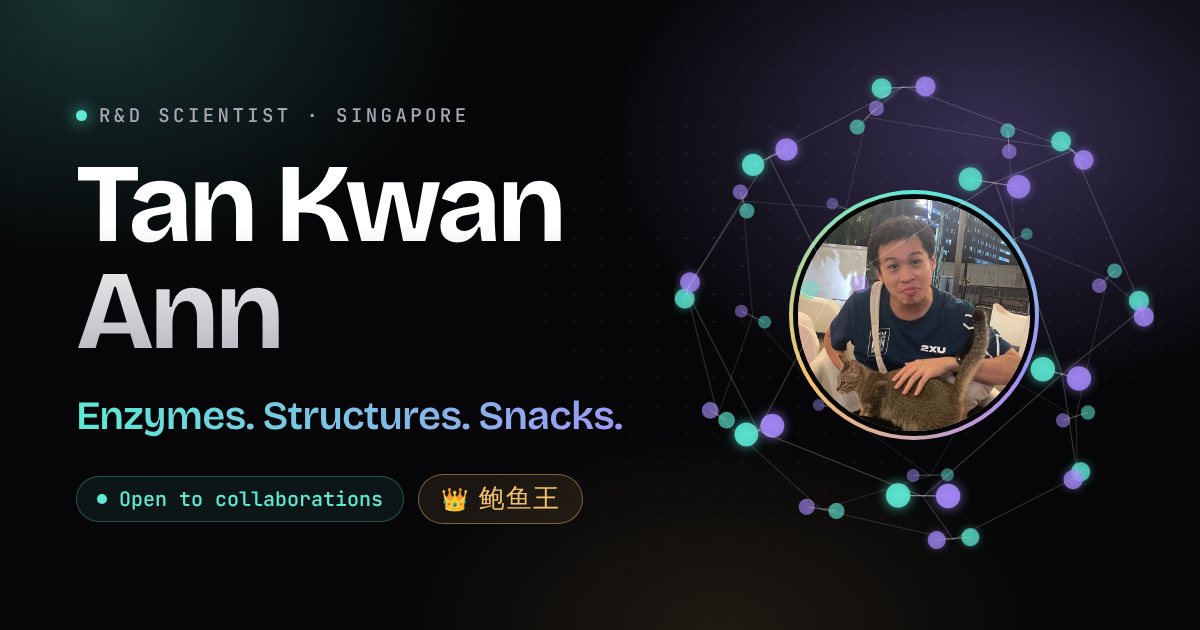 R&D SCIENTIST · SINGAPORE
Tan Kwan
Ann
Enzymes. Structures. Snacks.
Open to collaborations
👑 鲍鱼王
2XU